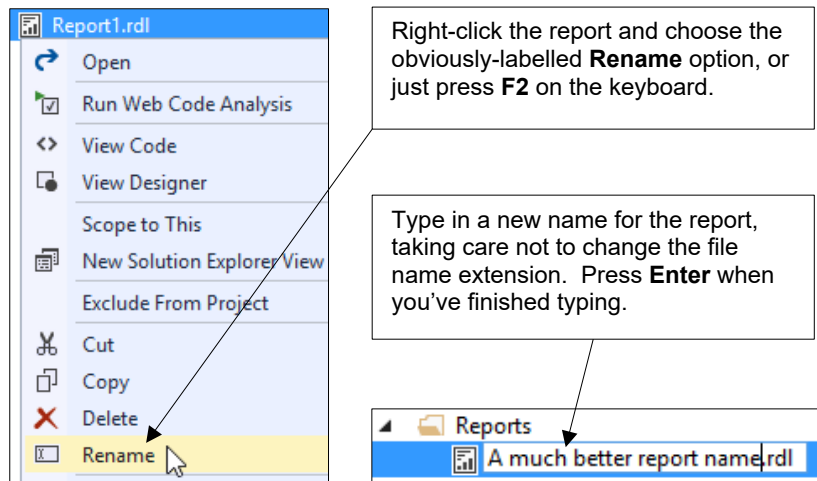 Report1.rdl
Open
Run Web Code Analysis
View Code
View Designer
Scope to This
New Solution Explorer View
Exclude From Project
Cut
Copy
Delete
Rename
Right-click the report and choose the
obviously-labelled Rename option, or
just press F2 on the keyboard.
Type in a new name for the report,
taking care not to change the file
name extension.  Press Enter when
you've finished typing.
Reports
A much better report name.rdl